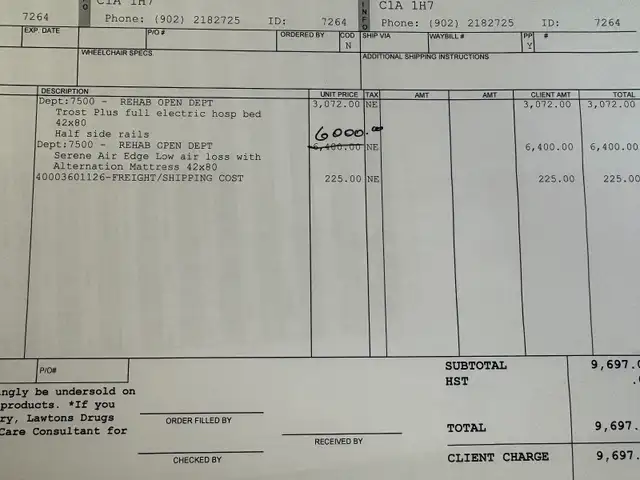 C1A 1H7
C1A 1H7
7264 Phone: (902) 2182725 ID: 7264 INFO Phone: (902) 2182725 ID: 7264
EXP. DATE P/O # ORDERED BY COD N SHIP VIA WAYBILL # PP Y #
WHEELCHAIR SPECS ADDITIONAL SHIPPING INSTRUCTIONS
DESCRIPTION UNIT PRICE TAX AMT AMT CLIENT AMT TOTAL
Dept:7500 - REHAB OPEN DEPT 3,072.00 NE 3,072.00 3,072.00
Trost Plus full electric hosp bed
42x80
Half side rails 6000.00
Dept:7500 - REHAB OPEN DEPT 6,400.00 NE 6,400.00 6,400.00
Serene Air Edge Low air loss with
Alternation Mattress 42x80
40003601126-FREIGHT/SHIPPING COST 225.00 NE 225.00 225.00
P/O# SUBTOTAL 9,697.0
HST
ngly be undersold on
products. *If you
ry, Lawtons Drugs ORDER FILLED BY TOTAL 9,697.
Care Consultant for RECEIVED BY
CHECKED BY CLIENT CHARGE 9,697.